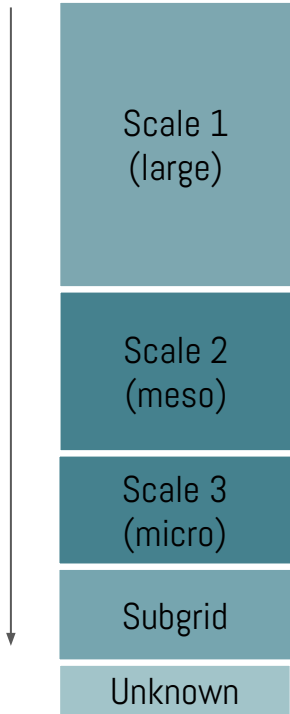 Scale 1
(large)
Scale 2
(meso)
Scale 3
(micro)
Subgrid
Unknown